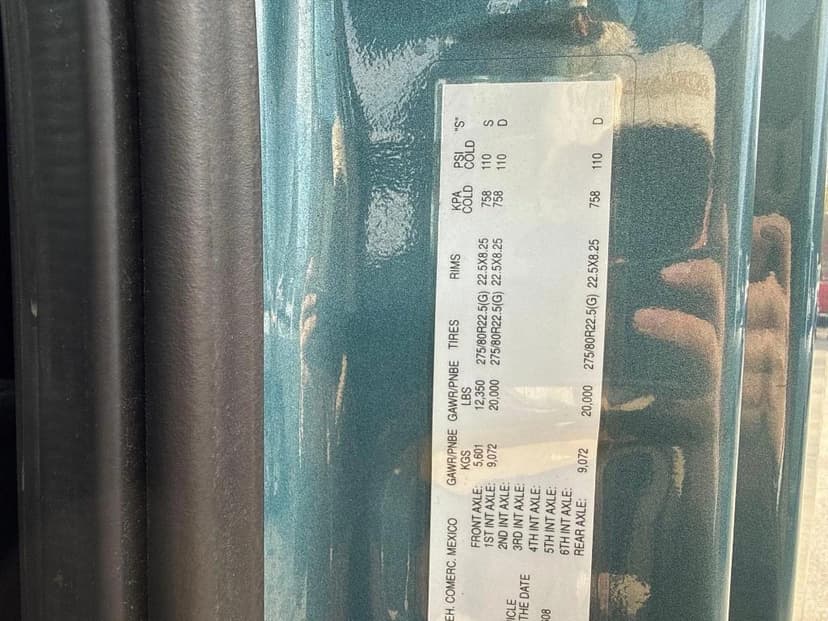 EH. COMERC. MEXICO GAWR/PNBE GAWR/PNBE TIRES RIMS KPA PSI "S"
KGS LBS COLD COLD
FRONT AXLE: 5,601 12,350 275/80R22.5(G) 22.5X8.25 758 110 S
1ST INT AXLE: 9,072 20,000 275/80R22.5(G) 22.5X8.25 758 110 D
2ND INT AXLE:
ICLE 3RD INT AXLE:
THE DATE 4TH INT AXLE:
08 5TH INT AXLE:
6TH INT AXLE:
REAR AXLE: 9,072 20,000 275/80R22.5(G) 22.5X8.25 758 110 D